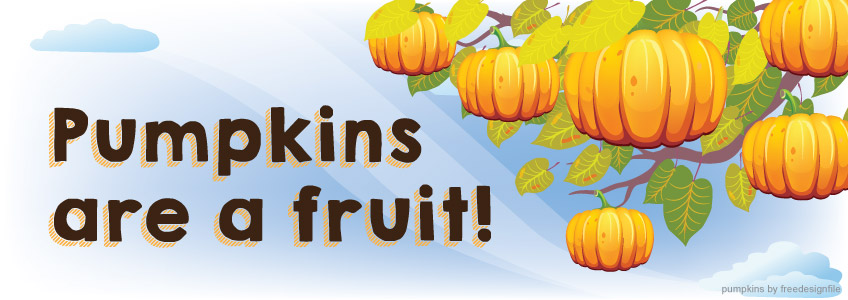 Pumpkins
are a fruit!
pumpkins by freedesignfile